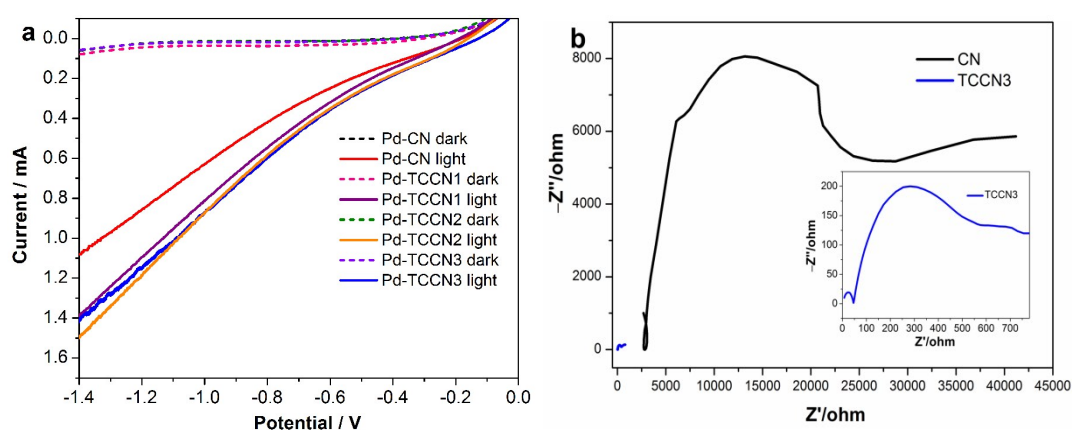 a
Current / mA
0.0
0.2
0.4
0.6
0.8
1.0
1.2
1.4
1.6
Pd-CN dark
Pd-CN light
Pd-TCCN1 dark
Pd-TCCN1 light
Pd-TCCN2 dark
Pd-TCCN2 light
Pd-TCCN3 dark
Pd-TCCN3 light
-1.4 -1.2 -1.0 -0.8 -0.6 -0.4 -0.2 0.0
Potential / V
b
−Z''/ohm
8000
6000
4000
2000
0
CN
TCCN3
−Z''/ohm
200
150
100
50
0
TCCN3
0 100 200 300 400 500 600 700
Z'/ohm
0 5000 10000 15000 20000 25000 30000 35000 40000 45000
Z'/ohm